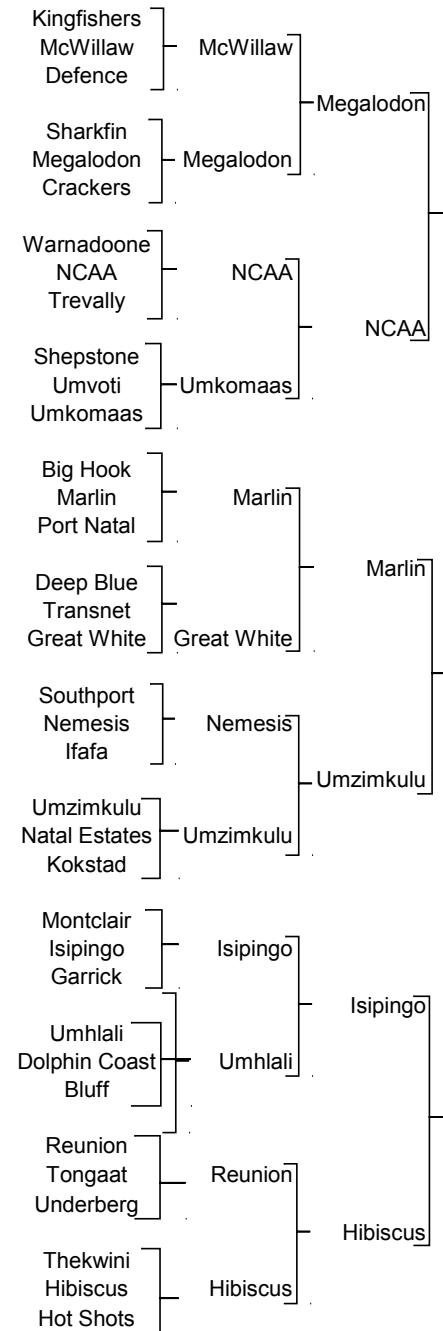 Kingfishers
McWillaw
Defence
McWillaw
Megalodon
Sharkfin
Megalodon
Crackers
Megalodon
Warnadoone
NCAA
Trevally
NCAA
NCAA
Shepstone
Umvoti
Umkomaas
Umkomaas
Big Hook
Marlin
Port Natal
Marlin
Marlin
Deep Blue
Transnet
Great White
Great White
Southport
Nemesis
Ifafa
Nemesis
Umzimkulu
Umzimkulu
Natal Estates
Kokstad
Umzimkulu
Montclair
Isipingo
Garrick
Isipingo
Isipingo
Umhlali
Dolphin Coast
Bluff
Umhlali
Reunion
Tongaat
Underberg
Reunion
Hibiscus
Thekwini
Hibiscus
Hot Shots
Hibiscus